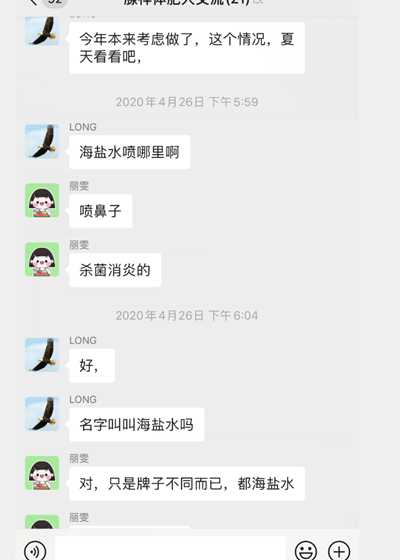 今年本来考虑做了，这个情况，夏
天看看吧，
2020年4月26日 下午5:59
LONG
海盐水喷哪里啊
丽雯
喷鼻子
丽雯
杀菌消炎的
2020年4月26日 下午6:04
LONG
好，
LONG
名字叫叫海盐水吗
丽雯
对，只是牌子不同而已，都海盐水
丽雯